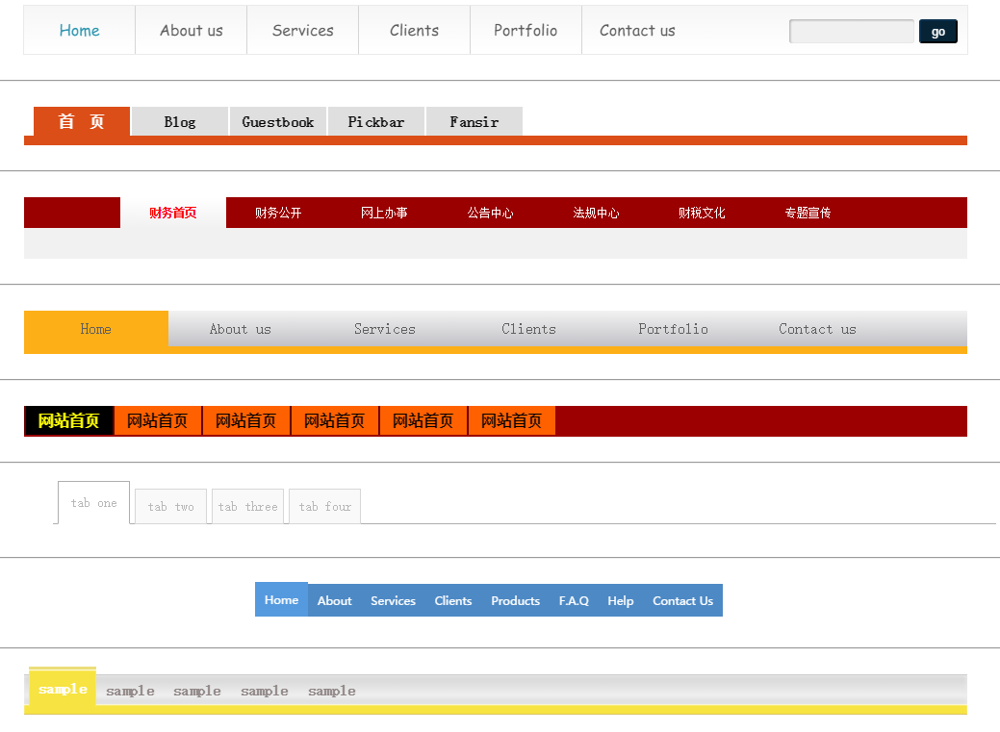 Home About us Services Clients Portfolio Contact us go
首 页 Blog Guestbook Pickbar Fansir
财务首页 财务公开 网上办事 公告中心 法规中心 财税文化 专题宣传
Home About us Services Clients Portfolio Contact us
网站首页 网站首页 网站首页 网站首页 网站首页 网站首页
tab one tab two tab three tab four
Home About Services Clients Products F.A.Q Help Contact Us
sample sample sample sample sample